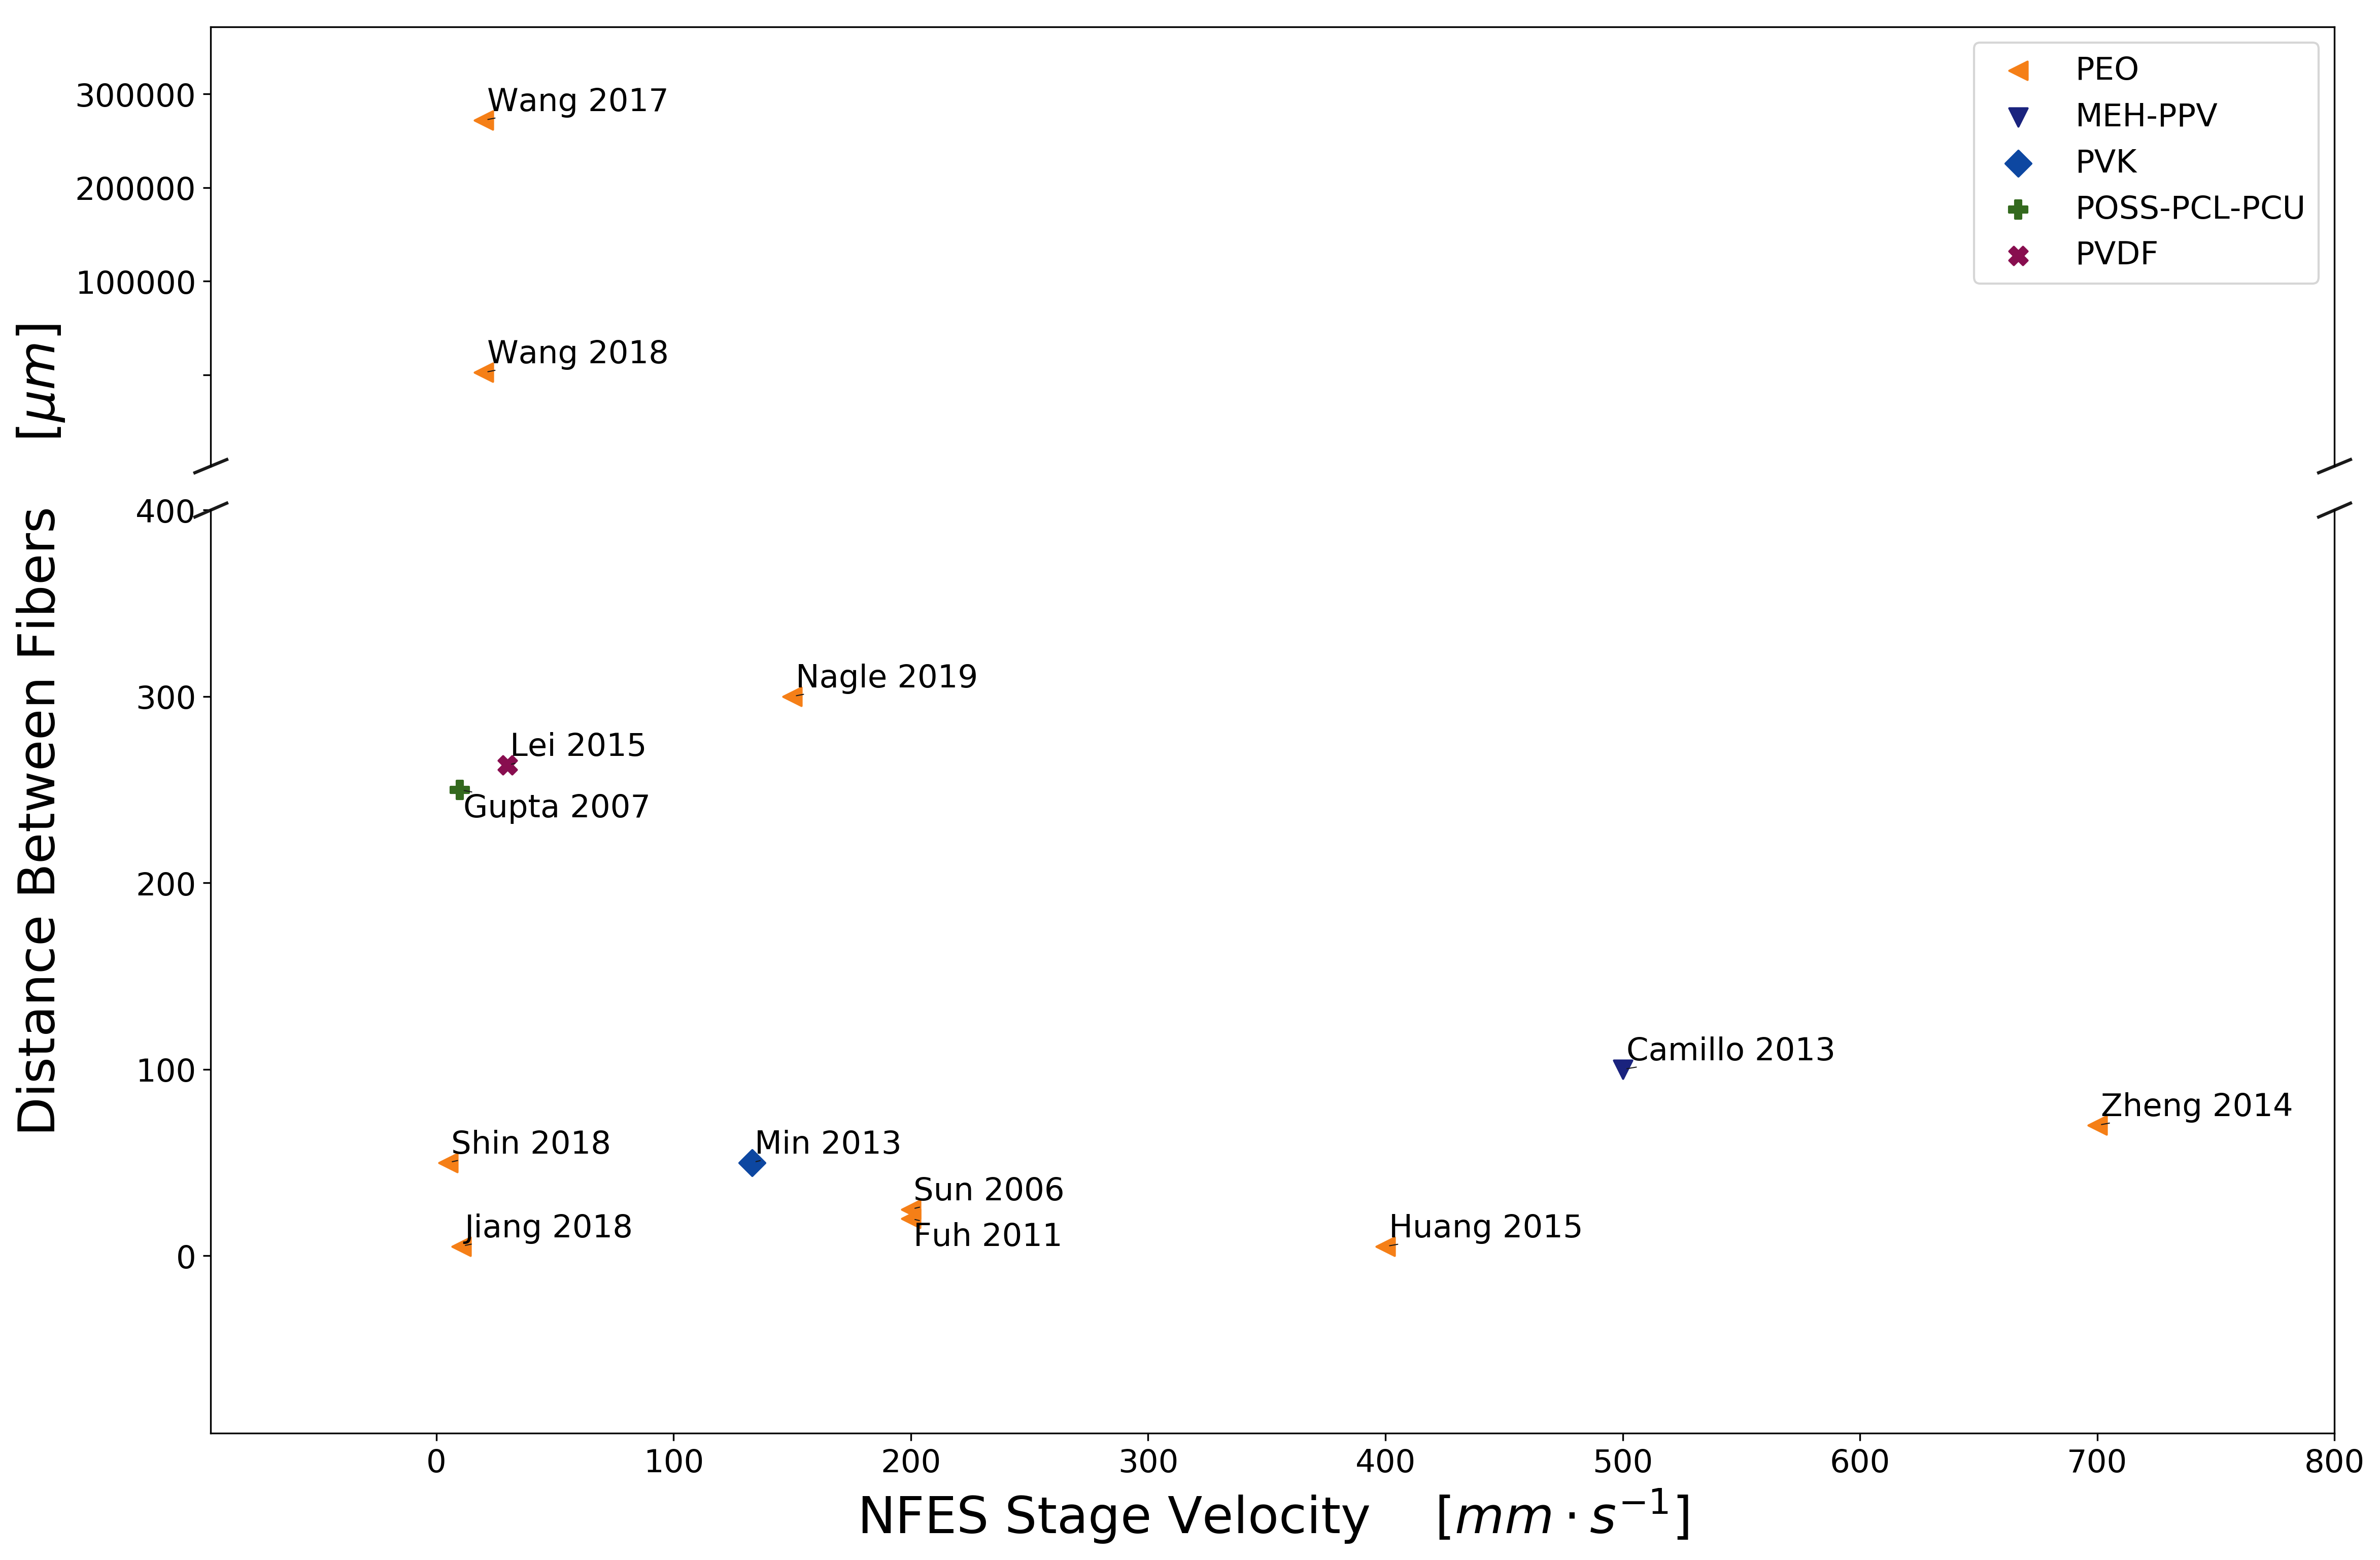 300000
200000
100000
400
300
200
100
0
Distance Between Fibers [μm]
Wang 2017
Wang 2018
Nagle 2019
Lei 2015
Gupta 2007
Camillo 2013
Zheng 2014
Shin 2018
Min 2013
Sun 2006
Fuh 2011
Jiang 2018
Huang 2015
PEO
MEH-PPV
PVK
POSS-PCL-PCU
PVDF
0 100 200 300 400 500 600 700 800
NFES Stage Velocity [mm · s⁻¹]